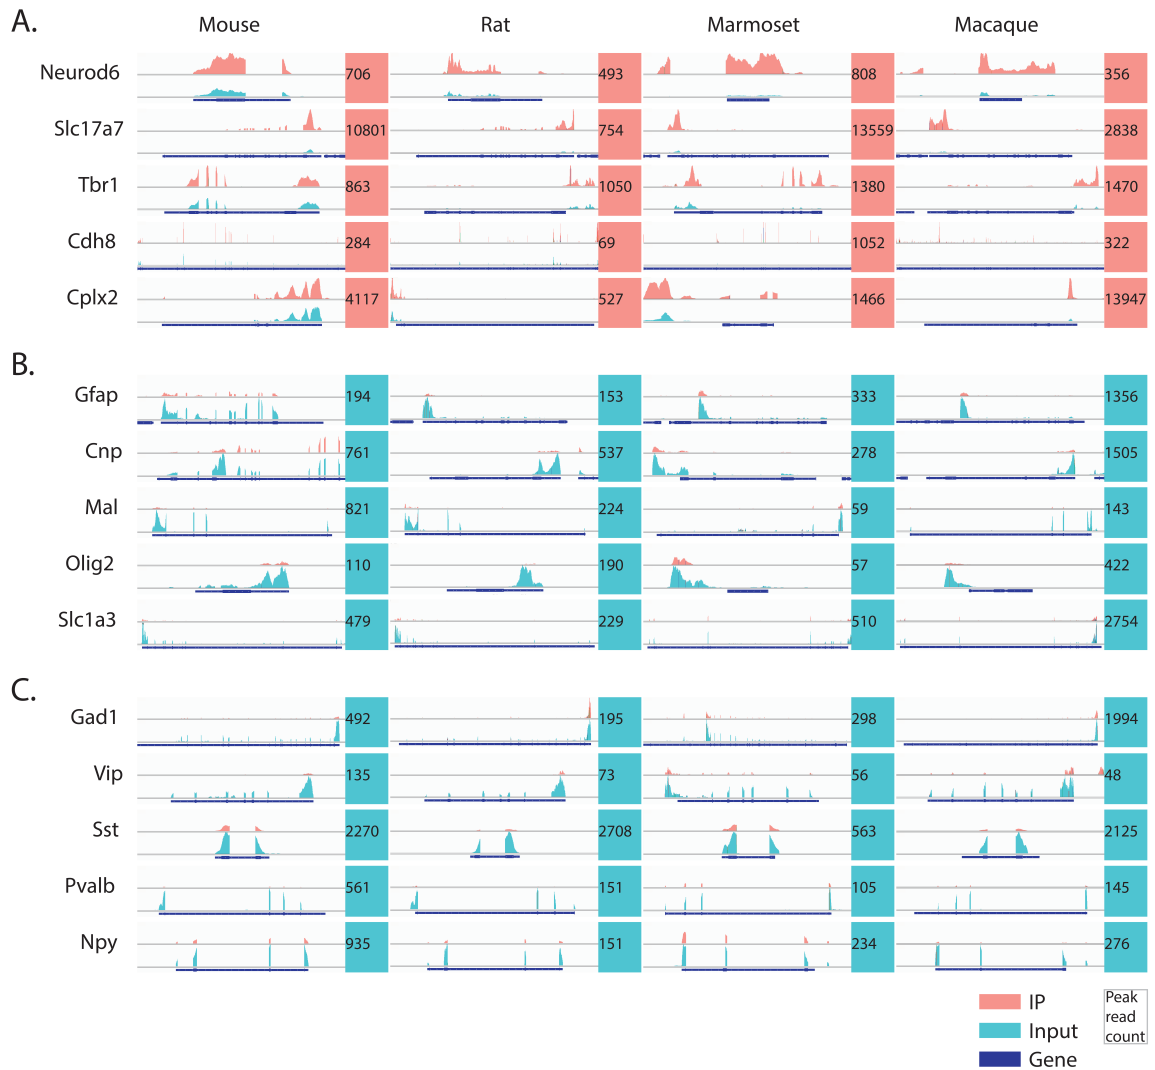 A.
Mouse Rat Marmoset Macaque
Neurod6 706 493 808 356
Slc17a7 10801 754 13559 2838
Tbr1 863 1050 1380 1470
Cdh8 284 69 1052 322
Cplx2 4117 527 1466 13947
B.
Gfap 194 153 333 1356
Cnp 761 537 278 1505
Mal 821 224 59 143
Olig2 110 190 57 422
Slc1a3 479 229 510 2754
C.
Gad1 492 195 298 1994
Vip 135 73 56 48
Sst 2270 2708 563 2125
Pvalb 561 151 105 145
Npy 935 151 234 276
IP
Input
Gene
Peak
read
count